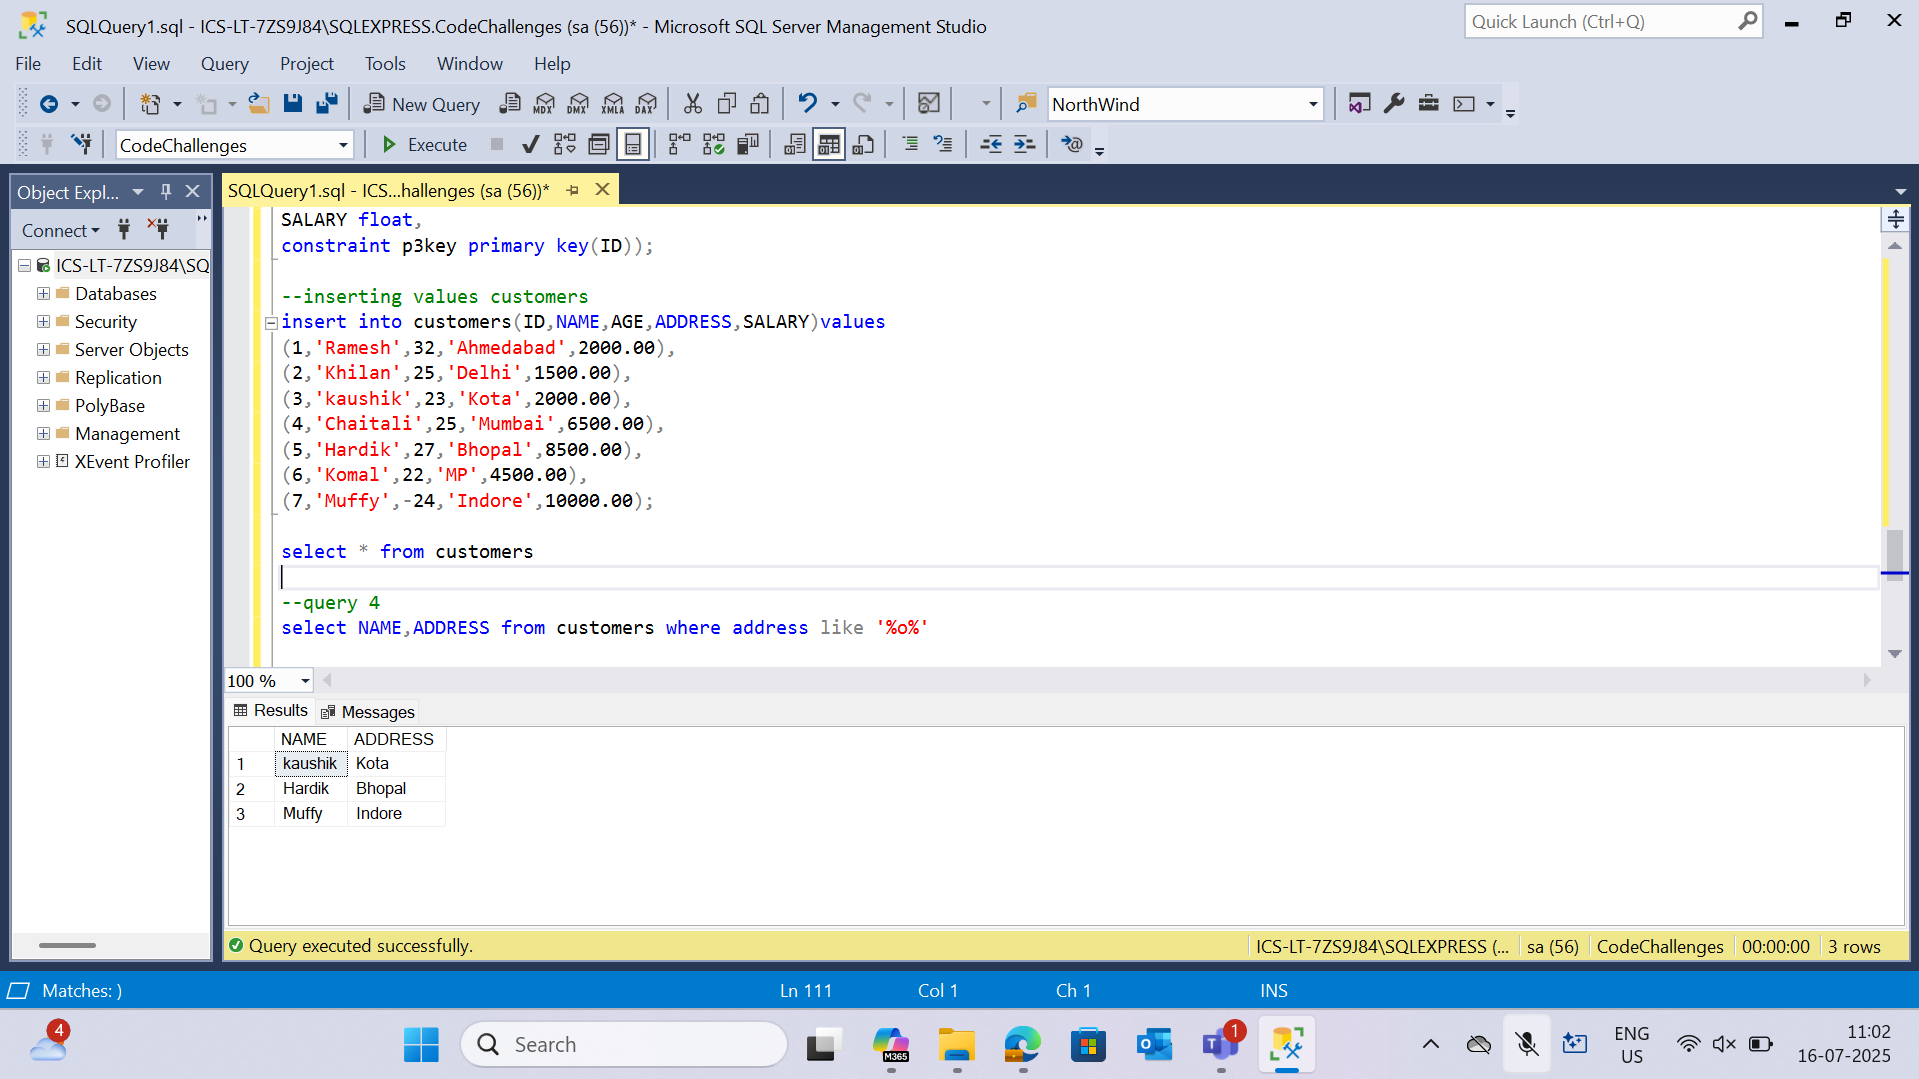 SQLQuery1.sql - ICS-LT-7ZS9J84\SQLEXPRESS.CodeChallenges (sa (56))* - Microsoft SQL Server Management Studio
Quick Launch (Ctrl+Q)
File Edit View Query Project Tools Window Help
New Query MDX DMX XMLA DAX NorthWind
CodeChallenges Execute
Object Expl...
SQLQuery1.sql - ICS...hallenges (sa (56))*
Connect
ICS-LT-7ZS9J84\SQ
Databases
Security
Server Objects
Replication
PolyBase
Management
XEvent Profiler
SALARY float,
constraint p3key primary key(ID));
--inserting values customers
insert into customers(ID,NAME,AGE,ADDRESS,SALARY)values
(1,'Ramesh',32,'Ahmedabad',2000.00),
(2,'Khilan',25,'Delhi',1500.00),
(3,'kaushik',23,'Kota',2000.00),
(4,'Chaitali',25,'Mumbai',6500.00),
(5,'Hardik',27,'Bhopal',8500.00),
(6,'Komal',22,'MP',4500.00),
(7,'Muffy',-24,'Indore',10000.00);
select * from customers
--query 4
select NAME,ADDRESS from customers where address like '%o%'
100 %
Results Messages
NAME ADDRESS
1 kaushik Kota
2 Hardik Bhopal
3 Muffy Indore
Query executed successfully.
ICS-LT-7ZS9J84\SQLEXPRESS (... sa (56) CodeChallenges 00:00:00 3 rows
Matches: ) Ln 111 Col 1 Ch 1 INS
4
Search
M365
1
ENG
US
11:02
16-07-2025